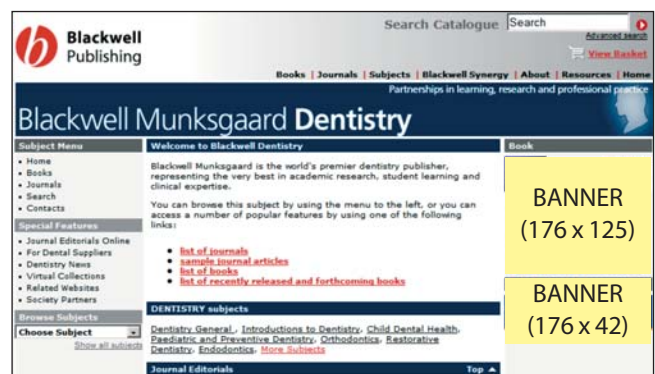 Blackwell
Publishing
Search Catalogue
Search
Advanced search
View Basket
Books | Journals | Subjects | Blackwell Synergy | About | Resources | Home
Partnerships in learning, research and professional practice
Blackwell Munksgaard Dentistry
Subject Menu
• Home
• Books
• Journals
• Search
• Contacts
Special Features
• Journal Editorials Online
• For Dental Suppliers
• Dentistry News
• Virtual Collections
• Related Websites
• Society Partners
Browse Subjects
Choose Subject
Show all subjects
Welcome to Blackwell Dentistry
Blackwell Munksgaard is the world's premier dentistry publisher,
representing the very best in academic research, student learning and
clinical expertise.
You can browse this subject by using the menu to the left, or you can
access a number of popular features by using one of the following
links:
• list of journals
• sample journal articles
• list of books
• list of recently released and forthcoming books
DENTISTRY subjects
Dentistry General , Introductions to Dentistry, Child Dental Health,
Paediatric and Preventive Dentistry, Orthodontics, Restorative
Dentistry, Endodontics, More Subjects
Journal Editorials
Top
Book
BANNER
(176 x 125)
BANNER
(176 x 42)